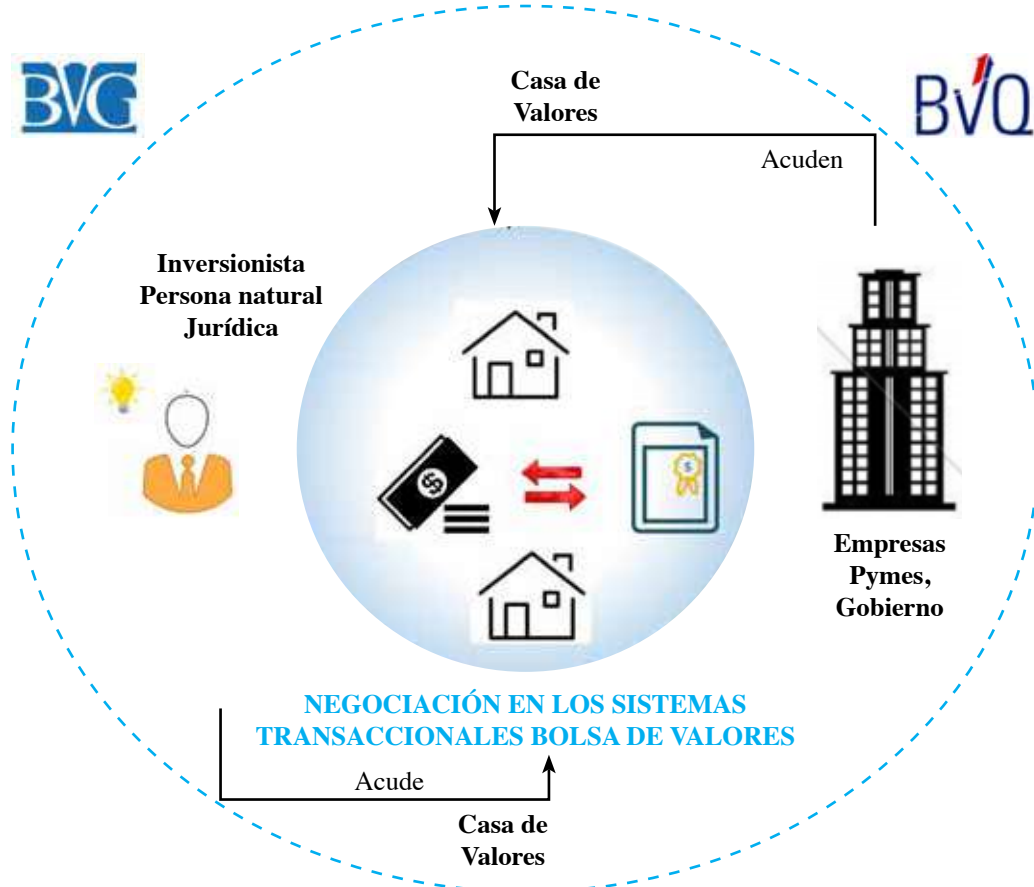 BVG
BVQ
Casa de
Valores
Acuden
Inversionista
Persona natural
Jurídica
$
$
Empresas
Pymes,
Gobierno
NEGOCIACIÓN EN LOS SISTEMAS
TRANSACCIONALES BOLSA DE VALORES
Acude
Casa de
Valores